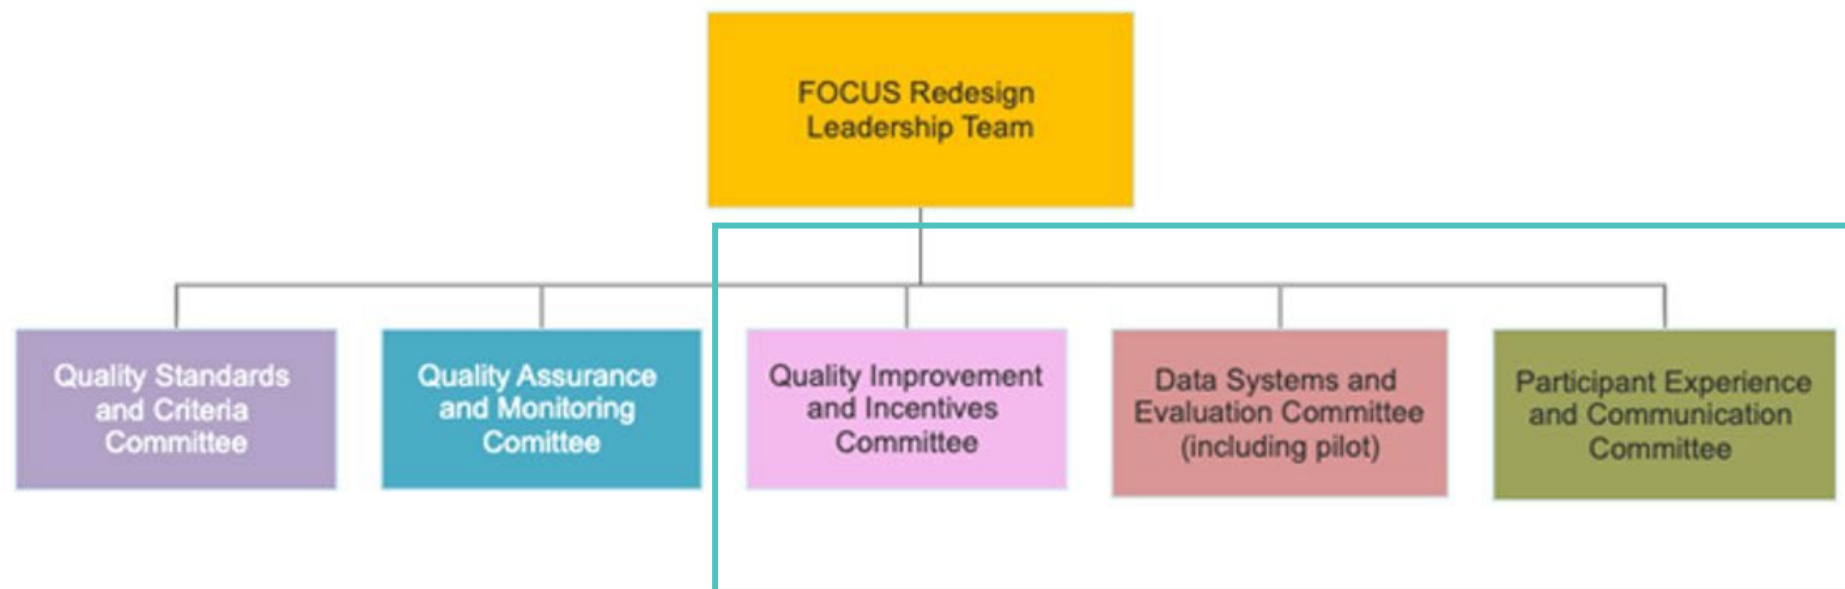 FOCUS Redesign
Leadership Team
Quality Standards
and Criteria
Committee
Quality Assurance
and Monitoring
Comittee
Quality Improvement
and Incentives
Committee
Data Systems and
Evaluation Committee
(including pilot)
Participant Experience
and Communication
Committee